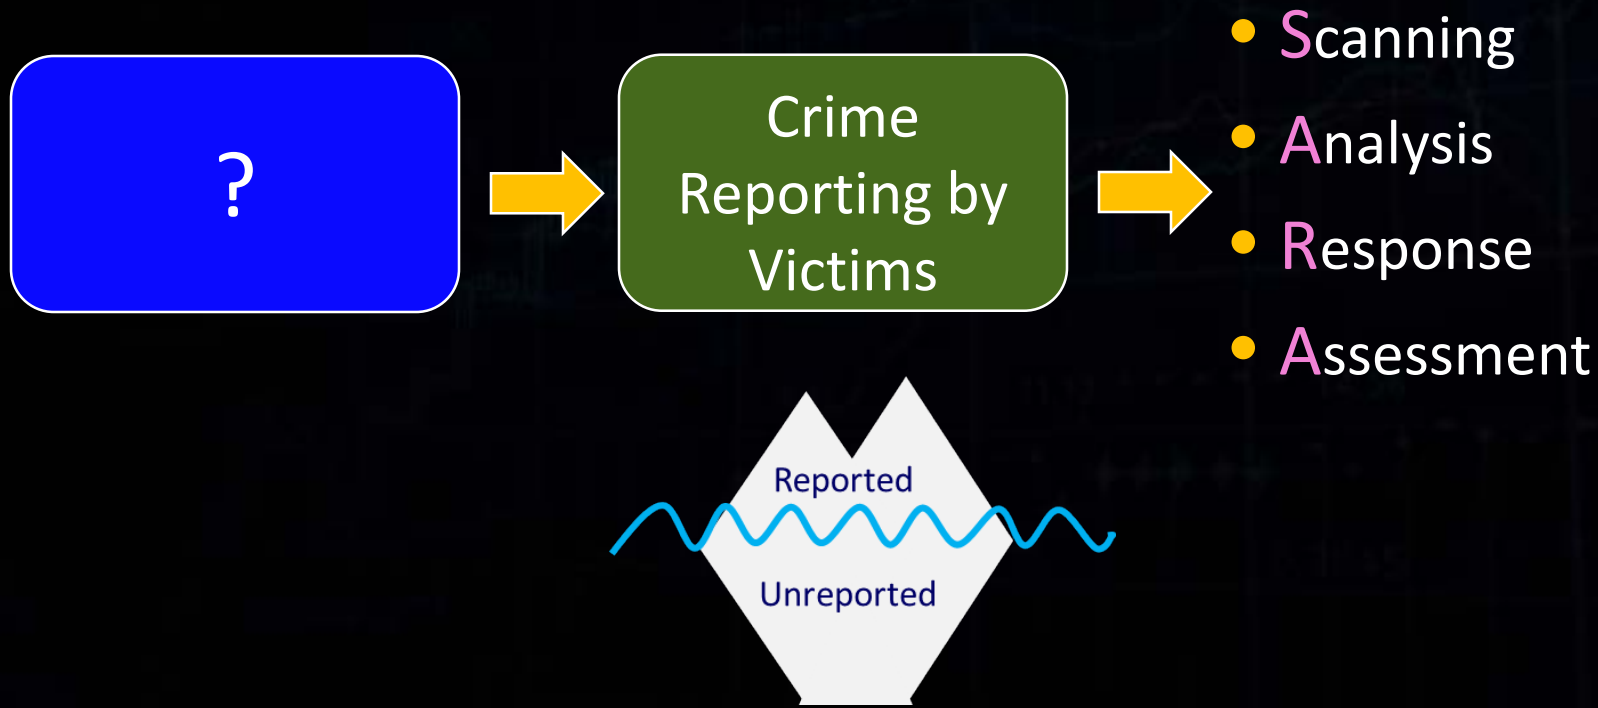 ?
Crime
Reporting by
Victims
• Scanning
• Analysis
• Response
• Assessment
Reported
Unreported